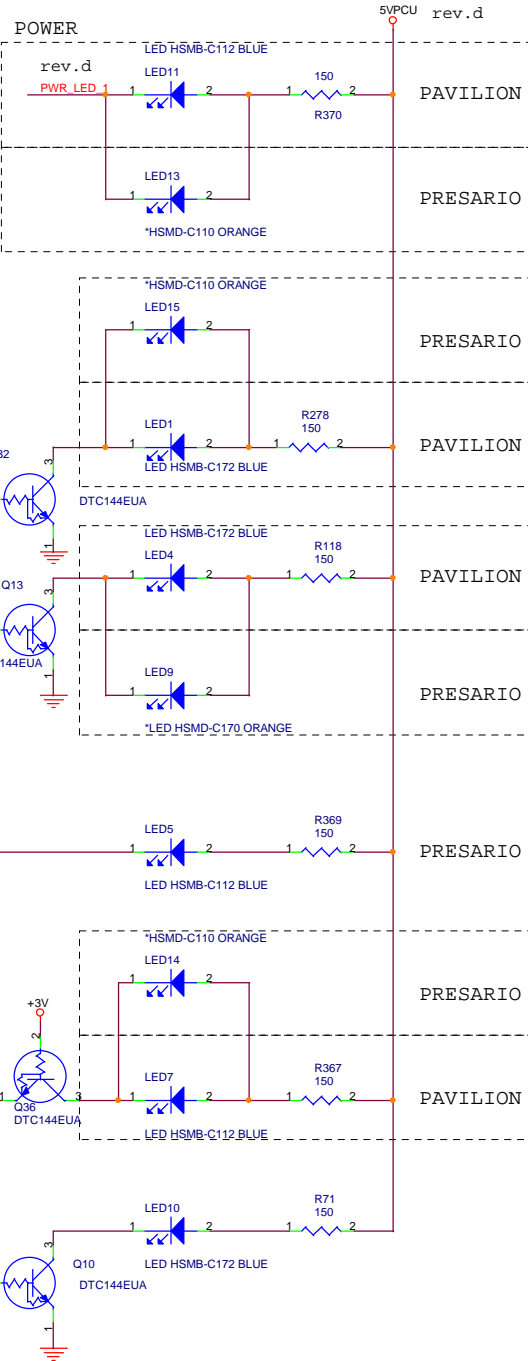 5VPCU rev.d
POWER
LED HSMB-C112 BLUE
rev.d
LED11
150
PWR_LED_1
1 2
1 2
PAVILION
R370
LED13
1 2
PRESARIO
*HSMD-C110 ORANGE
*HSMD-C110 ORANGE
LED15
1 2
PRESARIO
R278
LED1
150
1 2
1 2
PAVILION
LED HSMB-C172 BLUE
3
DTC144EUA
1
LED HSMB-C172 BLUE
R118
Q13
LED4
150
3
1 2
1 2
PAVILION
144EUA
LED9
1
1 2
PRESARIO
*LED HSMD-C170 ORANGE
R369
LED5
150
1 2
1 2
PRESARIO
LED HSMB-C112 BLUE
*HSMD-C110 ORANGE
LED14
1 2
PRESARIO
+3V
2
R367
LED7
150
1 3
1 2
1 2
PAVILION
Q36
DTC144EUA
LED HSMB-C112 BLUE
R71
LED10
150
1 2
1 2
3
Q10
LED HSMB-C172 BLUE
DTC144EUA
1